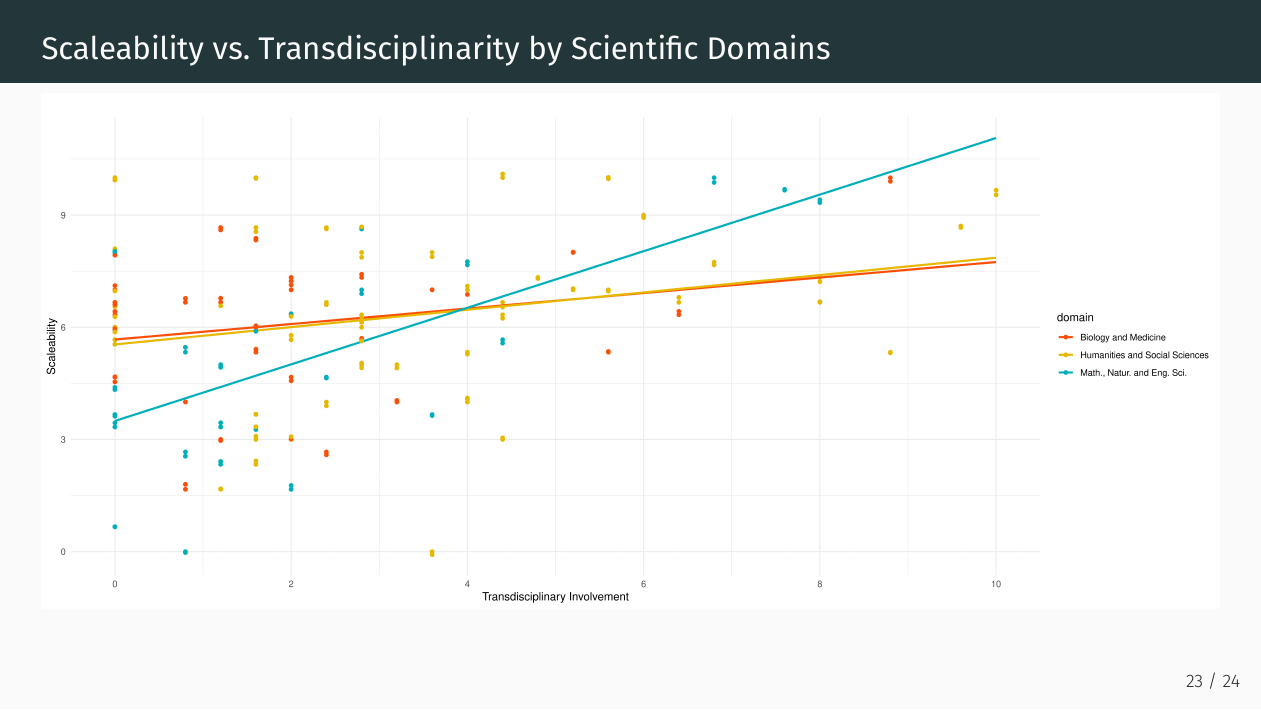 Scaleability vs. Transdisciplinarity by Scientific Domains
9
6
3
0
Scaleability
0 2 4 6 8 10
Transdisciplinary Involvement
domain
Biology and Medicine
Humanities and Social Sciences
Math., Natur. and Eng. Sci.
23 / 24